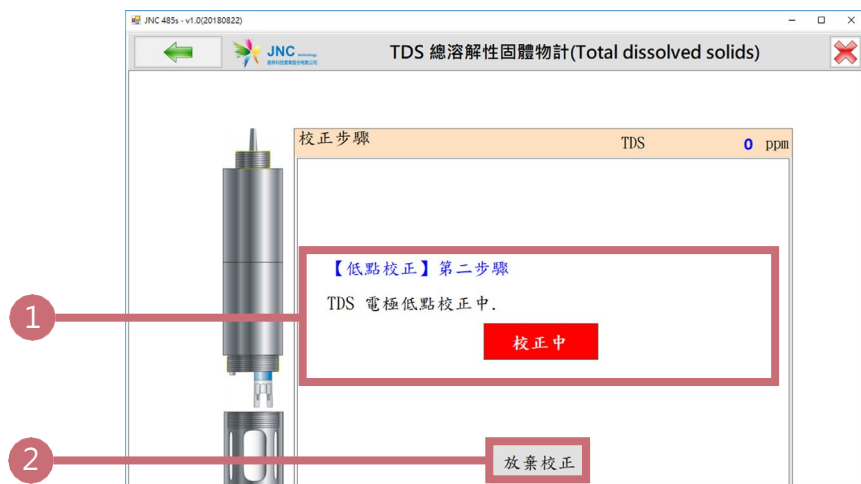 JNC 485s - v1.0(20180822)
JNC
TDS 總溶解性固體物計(Total dissolved solids)
校正步驟 TDS 0 ppm
【低點校正】第二步驟
1
TDS 電極低點校正中.
校正中
2
放棄校正